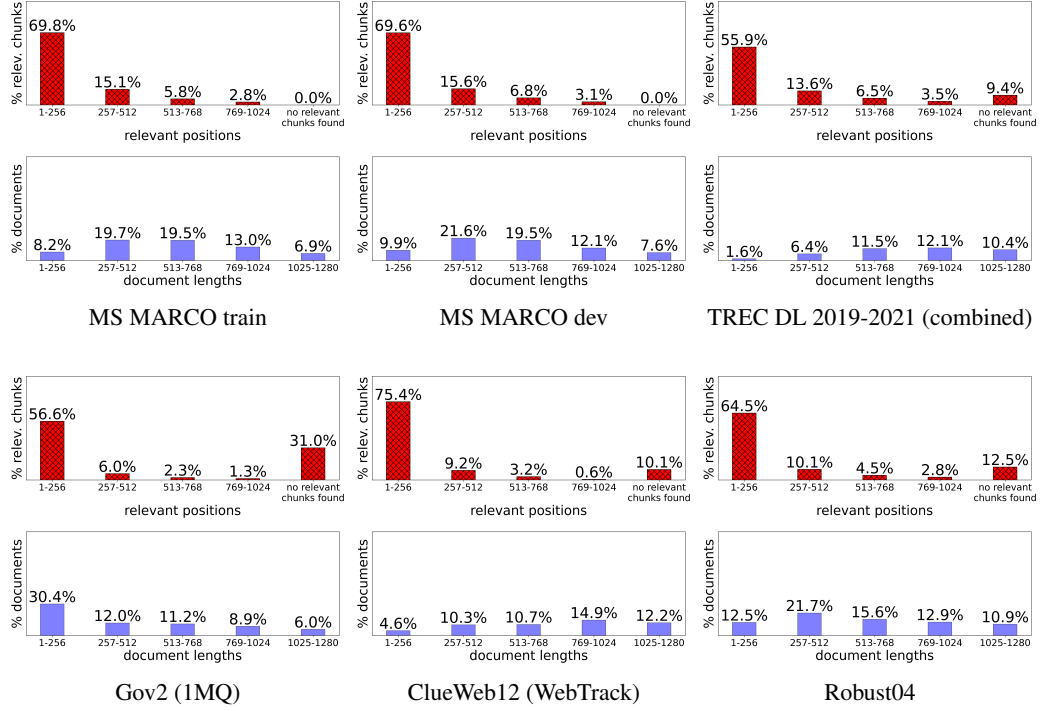 % relev. chunks
69.8%
15.1%
5.8%
2.8%
0.0%
1-256
257-512
513-768
769-1024
no relevant
chunks found
relevant positions
% documents
8.2%
19.7%
19.5%
13.0%
6.9%
1-256
257-512
513-768
769-1024
1025-1280
document lengths
MS MARCO train
% relev. chunks
69.6%
15.6%
6.8%
3.1%
0.0%
1-256
257-512
513-768
769-1024
no relevant
chunks found
relevant positions
% documents
9.9%
21.6%
19.5%
12.1%
7.6%
1-256
257-512
513-768
769-1024
1025-1280
document lengths
MS MARCO dev
% relev. chunks
55.9%
13.6%
6.5%
3.5%
9.4%
1-256
257-512
513-768
769-1024
no relevant
chunks found
relevant positions
% documents
1.6%
6.4%
11.5%
12.1%
10.4%
1-256
257-512
513-768
769-1024
1025-1280
document lengths
TREC DL 2019-2021 (combined)
% relev. chunks
56.6%
6.0%
2.3%
1.3%
31.0%
1-256
257-512
513-768
769-1024
no relevant
chunks found
relevant positions
% documents
30.4%
12.0%
11.2%
8.9%
6.0%
1-256
257-512
513-768
769-1024
1025-1280
document lengths
Gov2 (1MQ)
% relev. chunks
75.4%
9.2%
3.2%
0.6%
10.1%
1-256
257-512
513-768
769-1024
no relevant
chunks found
relevant positions
% documents
4.6%
10.3%
10.7%
14.9%
12.2%
1-256
257-512
513-768
769-1024
1025-1280
document lengths
ClueWeb12 (WebTrack)
% relev. chunks
64.5%
10.1%
4.5%
2.8%
12.5%
1-256
257-512
513-768
769-1024
no relevant
chunks found
relevant positions
% documents
12.5%
21.7%
15.6%
12.9%
10.9%
1-256
257-512
513-768
769-1024
1025-1280
document lengths
Robust04